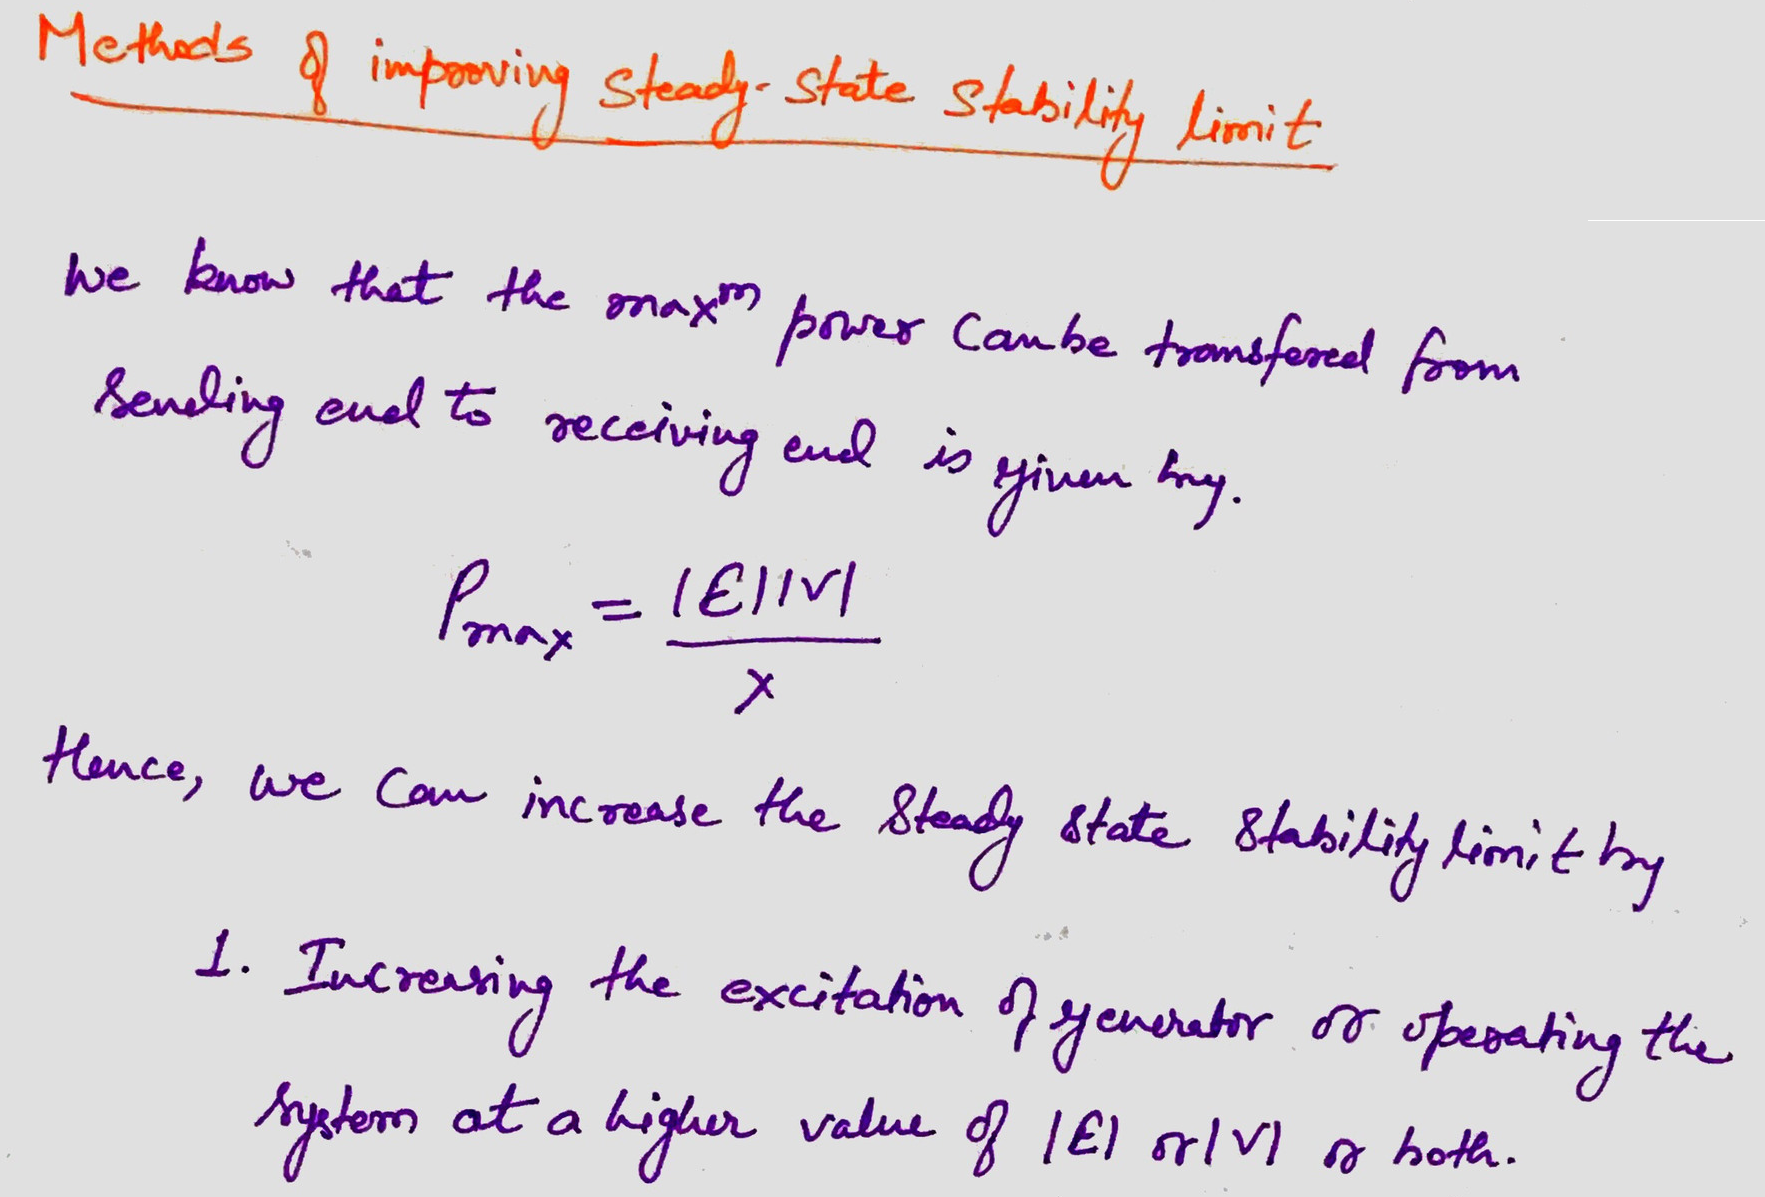 Methods of improving Steady-State Stability limit
We know that the maxᵐ power can be transfered from
Sending end to receiving end is given by.
Pmax = |E||V|
X
Hence, we can increase the Steady State Stability limit by
1. Increasing the excitation of generator or operating the
system at a higher value of |E| or |V| or both.